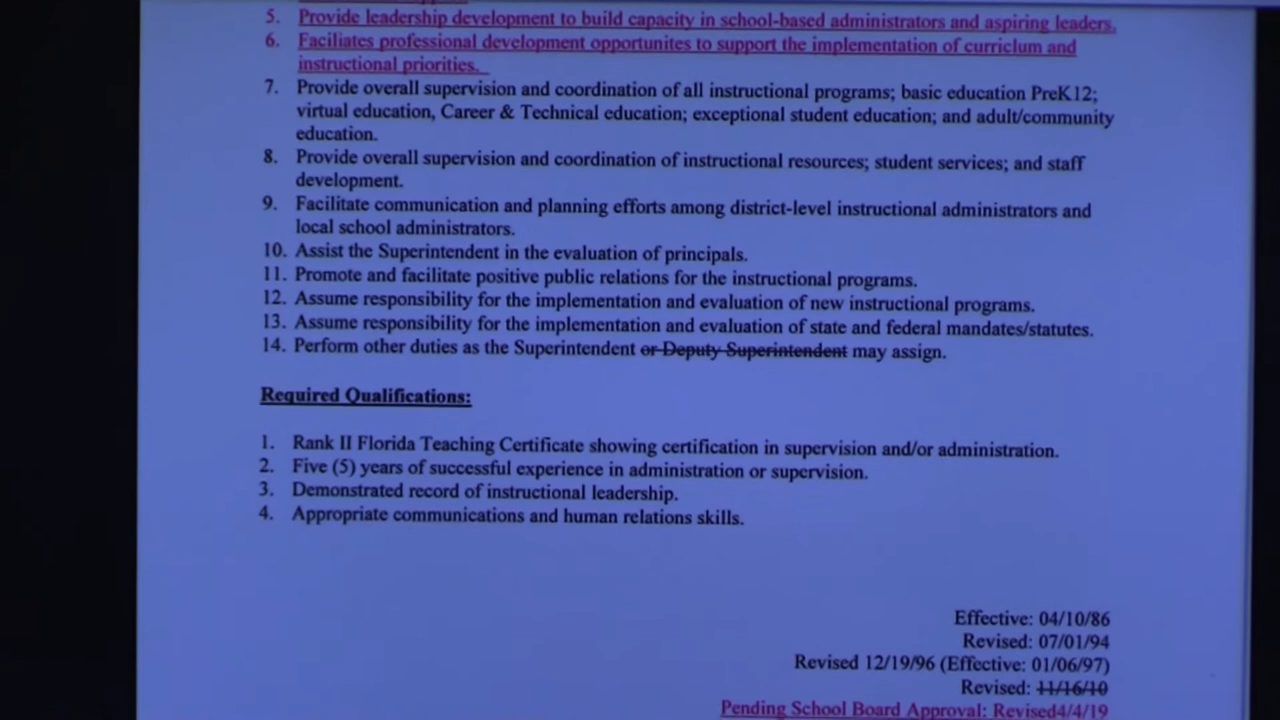 5. Provide leadership development to build capacity in school-based administrators and aspiring leaders.
6. Faciliates professional development opportunites to support the implementation of curriclum and
instructional priorities.
7. Provide overall supervision and coordination of all instructional programs; basic education PreK12;
virtual education, Career & Technical education; exceptional student education; and adult/community
education.
8. Provide overall supervision and coordination of instructional resources; student services; and staff
development.
9. Facilitate communication and planning efforts among district-level instructional administrators and
local school administrators.
10. Assist the Superintendent in the evaluation of principals.
11. Promote and facilitate positive public relations for the instructional programs.
12. Assume responsibility for the implementation and evaluation of new instructional programs.
13. Assume responsibility for the implementation and evaluation of state and federal mandates/statutes.
14. Perform other duties as the Superintendent or Deputy Superintendent may assign.
Required Qualifications:
1. Rank II Florida Teaching Certificate showing certification in supervision and/or administration.
2. Five (5) years of successful experience in administration or supervision.
3. Demonstrated record of instructional leadership.
4. Appropriate communications and human relations skills.
Effective: 04/10/86
Revised: 07/01/94
Revised 12/19/96 (Effective: 01/06/97)
Revised: 11/16/10
Pending School Board Approval: Revised4/4/19